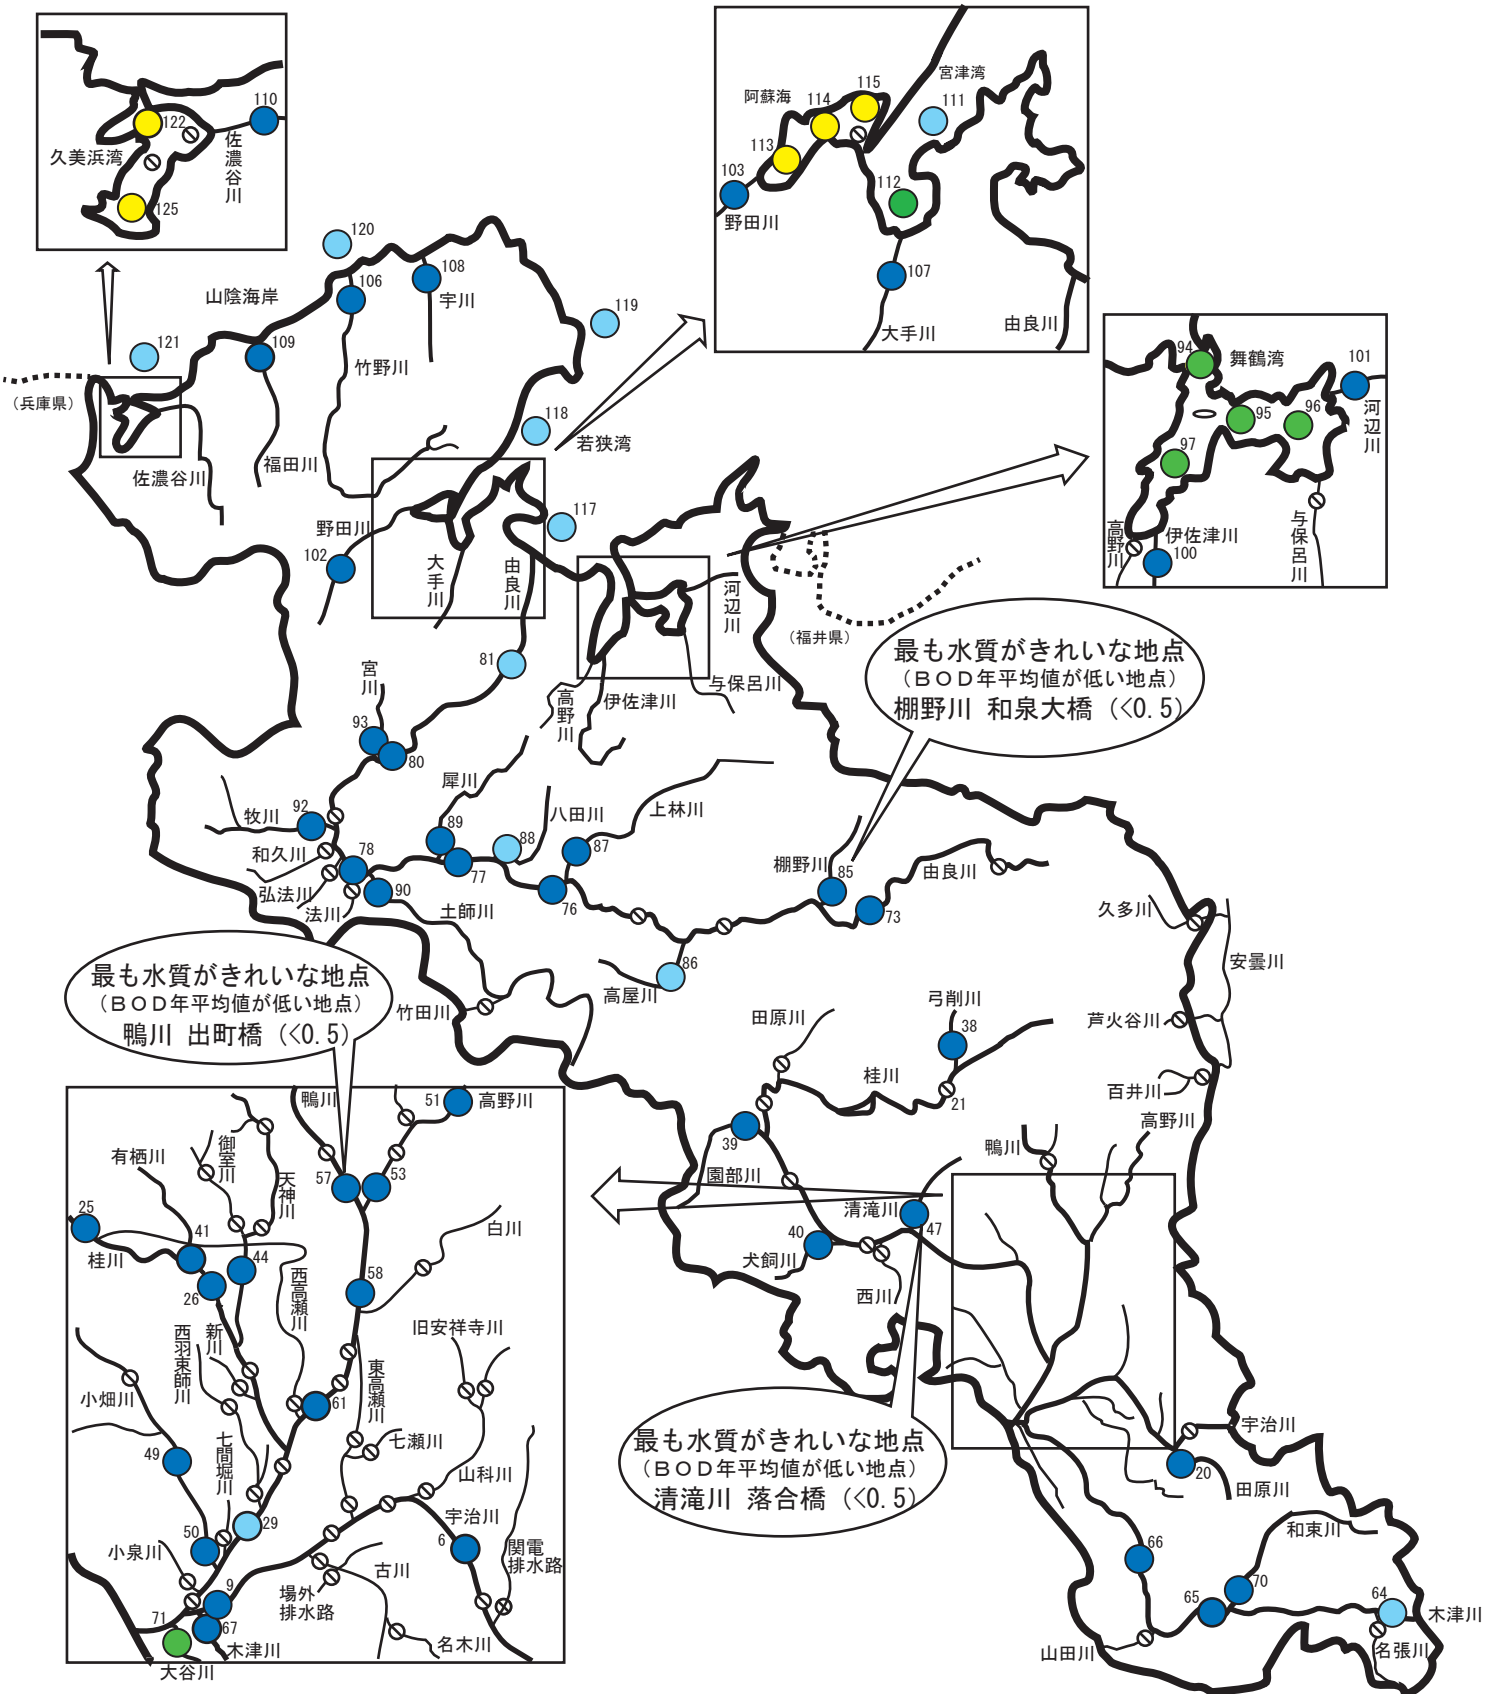 110
122
久美浜湾
佐濃谷川
125
宮津湾
115
阿蘇海
114
111
113
103
112
野田川
107
大手川
由良川
120
108
山陰海岸
106
宇川
119
121
109
竹野川
(兵庫県)
118
若狭湾
福田川
佐濃谷川
117
野田川
102
大手川
由良川
94
舞鶴湾
101
95
96
河辺川
97
高野川
伊佐津川
与保呂川
100
河辺川
(福井県)
81
宮川
高野川
伊佐津川
与保呂川
最も水質がきれいな地点
(BOD年平均値が低い地点)
棚野川 和泉大橋 (<0.5)
93
80
犀川
92
牧川
八田川
上林川
89
88
87
和久川
78
77
棚野川
85
由良川
弘法川
90
76
73
法川
土師川
久多川
最も水質がきれいな地点
(BOD年平均値が低い地点)
鴨川 出町橋 (<0.5)
86
高屋川
安曇川
竹田川
田原川
弓削川
38
芦火谷川
桂川
21
百井川
39
高野川
鴨川
園部川
清滝川
47
40
犬飼川
西川
鴨川
51
高野川
有栖川
御室川
天神川
57
53
25
41
白川
桂川
44
26
西高瀬川
58
新川
西羽束師川
旧安祥寺川
小畑川
61
東高瀬川
七瀬川
49
七間堀川
山科川
29
宇治川
50
6
関電
排水路
小泉川
古川
9
場外
排水路
71
67
木津川
名木川
大谷川
最も水質がきれいな地点
(BOD年平均値が低い地点)
清滝川 落合橋 (<0.5)
宇治川
20
田原川
和束川
66
70
65
64
木津川
山田川
名張川